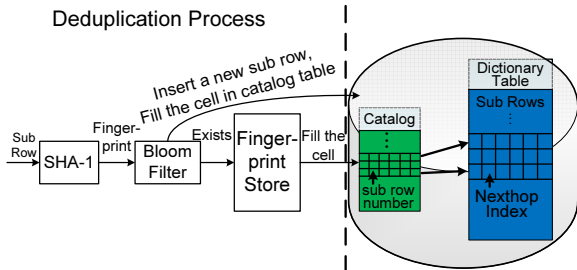 Deduplication Process
Insert a new sub row,
Fill the cell in catalog table
Sub
Row
SHA-1
Finger-
print
Bloom
Filter
Exists
Finger-
print
Store
Fill the
cell
Catalog
⋮
sub row
number
Dictionary
Table
Sub Rows
⋮
Nexthop
Index